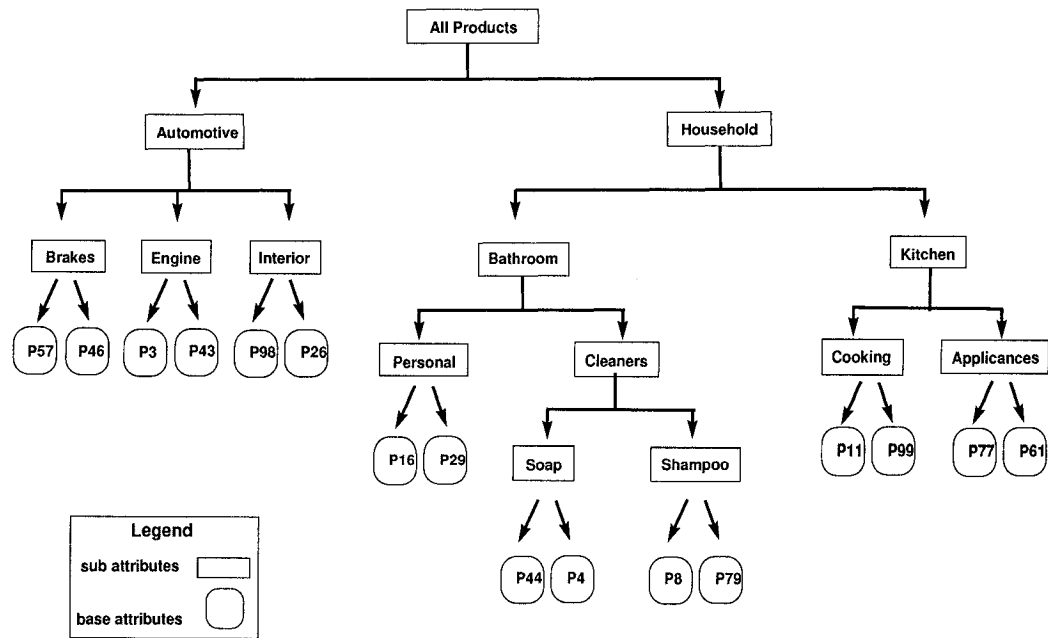 All Products
Automotive
Household
Brakes
Engine
Interior
Bathroom
Kitchen
P57
P46
P3
P43
P98
P26
Personal
Cleaners
Cooking
Applicances
P16
P29
Soap
Shampoo
P11
P99
P77
P61
P44
P4
P8
P79
Legend
sub attributes
base attributes